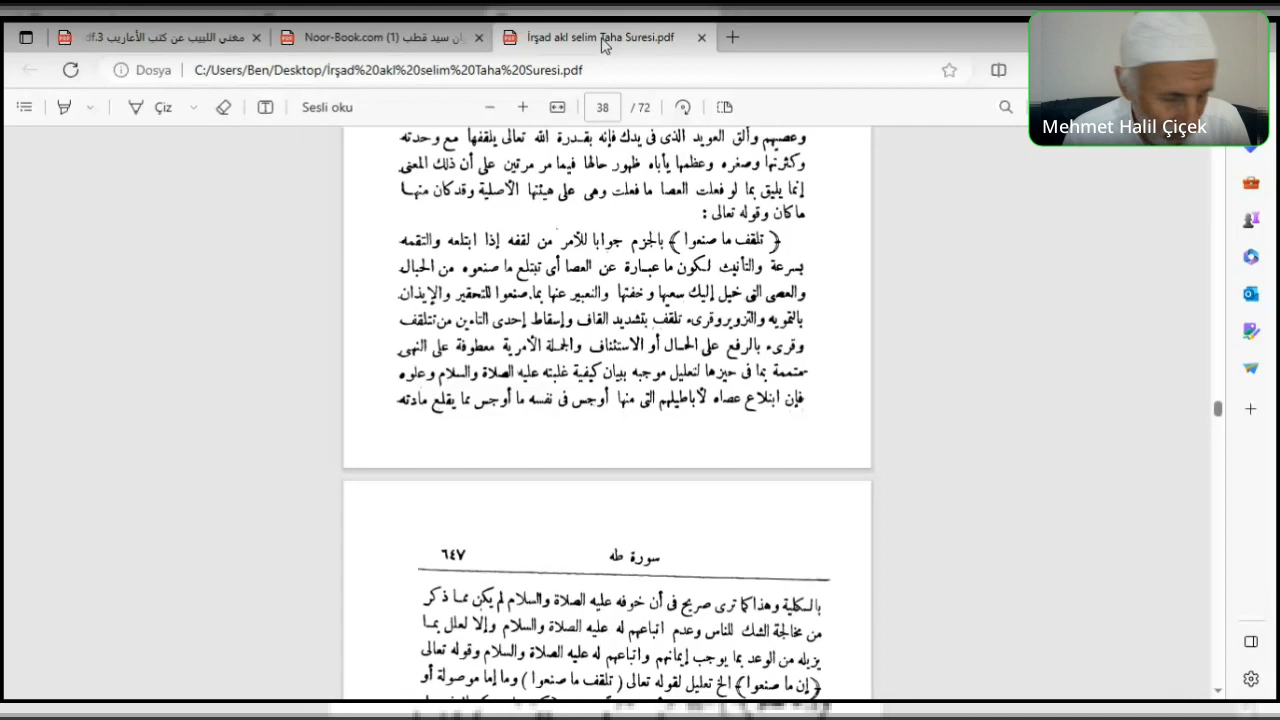 مغني اللبيب عن كتب الأعاريب 3.df
Noor-Book.com (1) ان سيد قطب
İrşad akl selim Taha Suresi.pdf
Dosya
C:/Users/Ben/Desktop/İrşad%20akl%20selim%20Taha%20Suresi.pdf
Çiz
Sesli oku
38 / 72
Mehmet Halil Çiçek
وعصيهم وألق العويد الذى فى يدك فإنه بقدرة الله تعالى يلقفها مع وحدته
وكثرتها وصغره وعظمها يأباه ظهور حالها فيما مر مرتين على أن ذلك المعنى
إنما يليق بما لو فعلت العصا ما فعلت وهى على هيئتها الأصلية وقد كان منها
ما كان وقوله تعالى :
﴿ تلقف ما صنعوا ﴾ بالجزم جوابا للأمر من لقفه إذا ابتلعه والتقمه
بسرعة والتأنيث لكون ما عبارة عن العصا أى تبتلع ما صنعوه من الحبال
والعصى التى خيل إليك سعيها وخفتها والتعبير عنها بما صنعوا للتحقير والإيذان
بالتمويه والتزوير وقرىء تلقف بتشديد القاف وإسقاط إحدى التاءين من تتلقف
وقرىء بالرفع على الحال أو الاستئناف والجملة الأمرية معطوفة على النهى
متممة بما فى حيزها لتعليل موجبه ببيان كيفية غلبته عليه الصلاة والسلام وعلوه
فإن ابتلاع عصاه لأباطيلهم التى منها أوجس فى نفسه ما أوجس مما يقلع مادته
سورة طه ٦٤٧
بالكلية وهذا كما ترى صريح فى أن خوفه عليه الصلاة والسلام لم يكن مما ذكر
من مخالجة الشك للناس وعدم اتباعهم له عليه الصلاة والسلام وإلا لعلل بما
يزيله من الوعد بما يوجب إيمانهم واتباعهم له عليه الصلاة والسلام وقوله تعالى
﴿ إن ما صنعوا ﴾ الخ تعليل لقوله تعالى ( تلقف ما صنعوا ) وما إما موصولة أو